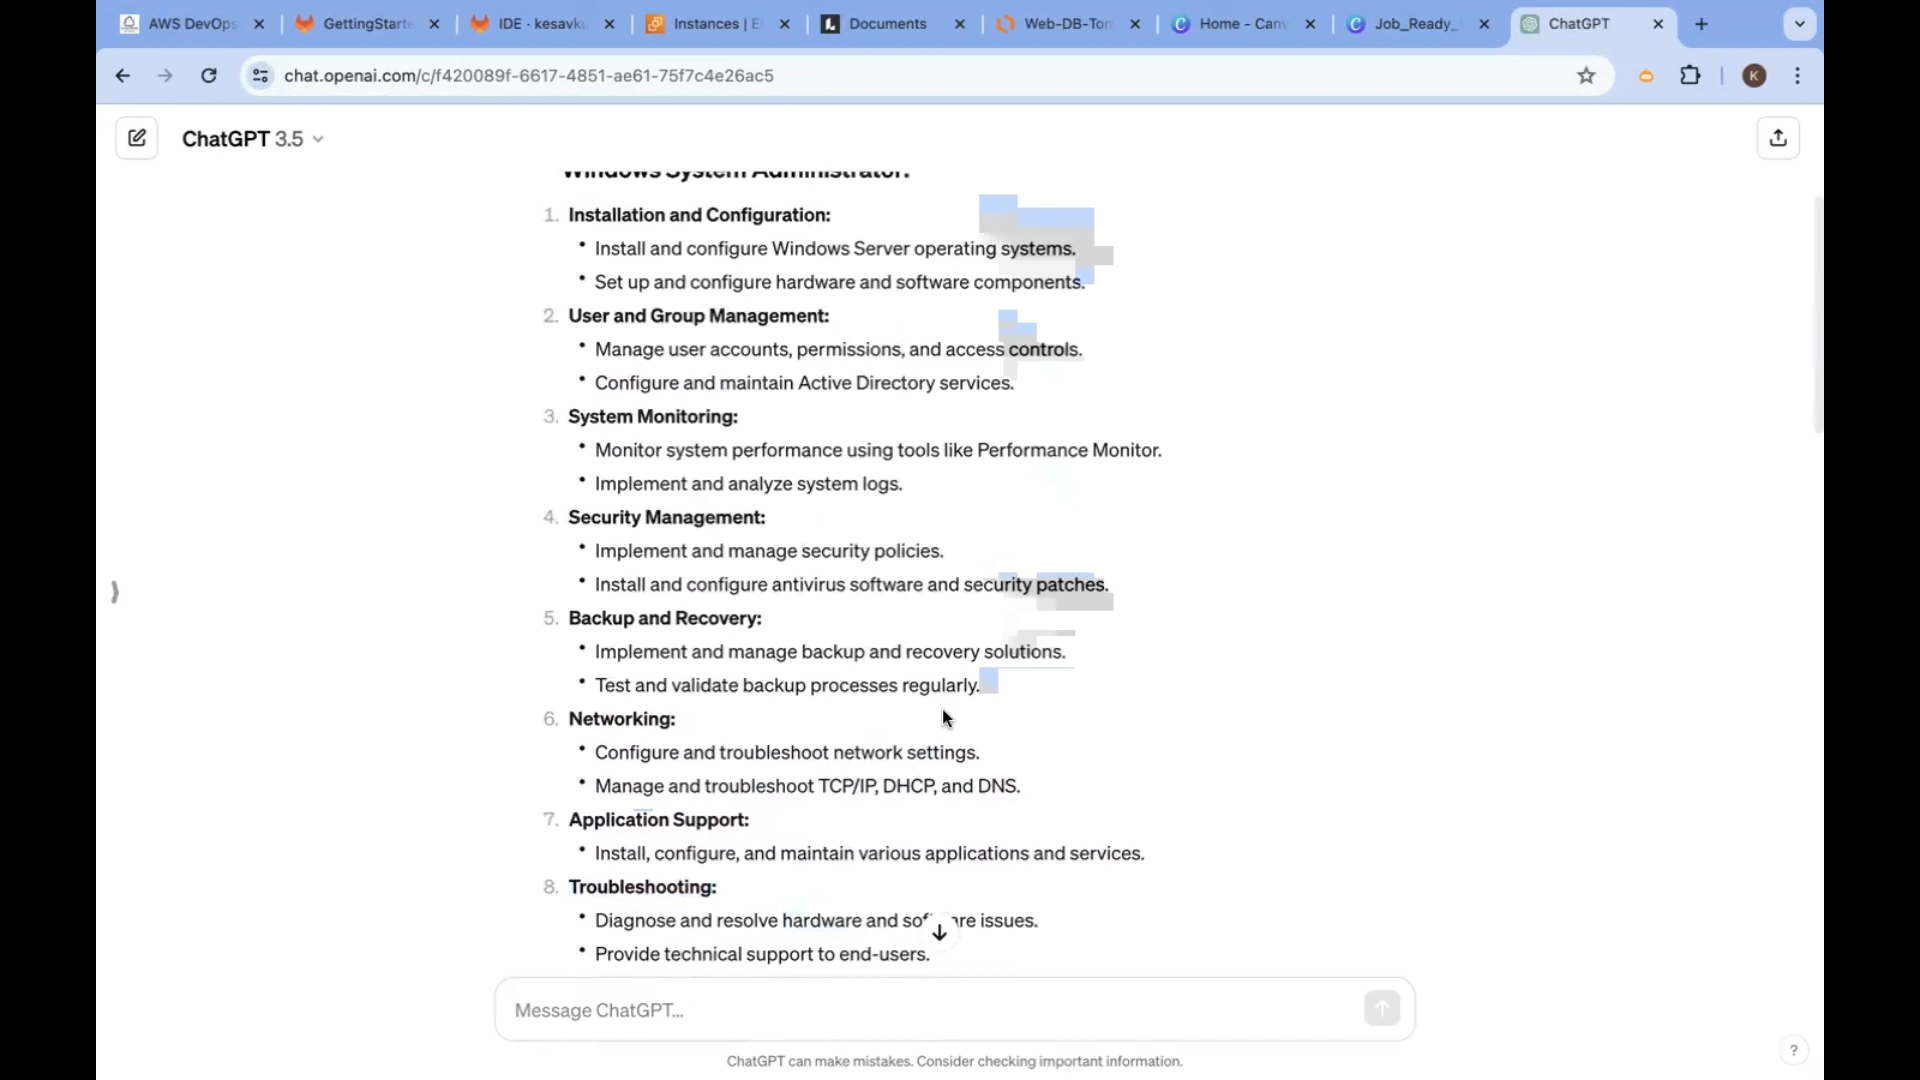 AWS DevOps
GettingStarte
IDE · kesavku
Instances | E
Documents
Web-DB-Tom
Home - Canv
Job_Ready_
ChatGPT
chat.openai.com/c/f420089f-6617-4851-ae61-75f7c4e26ac5
K
ChatGPT 3.5
Windows System Administrator:
1. Installation and Configuration:
• Install and configure Windows Server operating systems.
• Set up and configure hardware and software components.
2. User and Group Management:
• Manage user accounts, permissions, and access controls.
• Configure and maintain Active Directory services.
3. System Monitoring:
• Monitor system performance using tools like Performance Monitor.
• Implement and analyze system logs.
4. Security Management:
• Implement and manage security policies.
• Install and configure antivirus software and security patches.
5. Backup and Recovery:
• Implement and manage backup and recovery solutions.
• Test and validate backup processes regularly.
6. Networking:
• Configure and troubleshoot network settings.
• Manage and troubleshoot TCP/IP, DHCP, and DNS.
7. Application Support:
• Install, configure, and maintain various applications and services.
8. Troubleshooting:
• Diagnose and resolve hardware and software issues.
• Provide technical support to end-users.
Message ChatGPT...
ChatGPT can make mistakes. Consider checking important information.
?